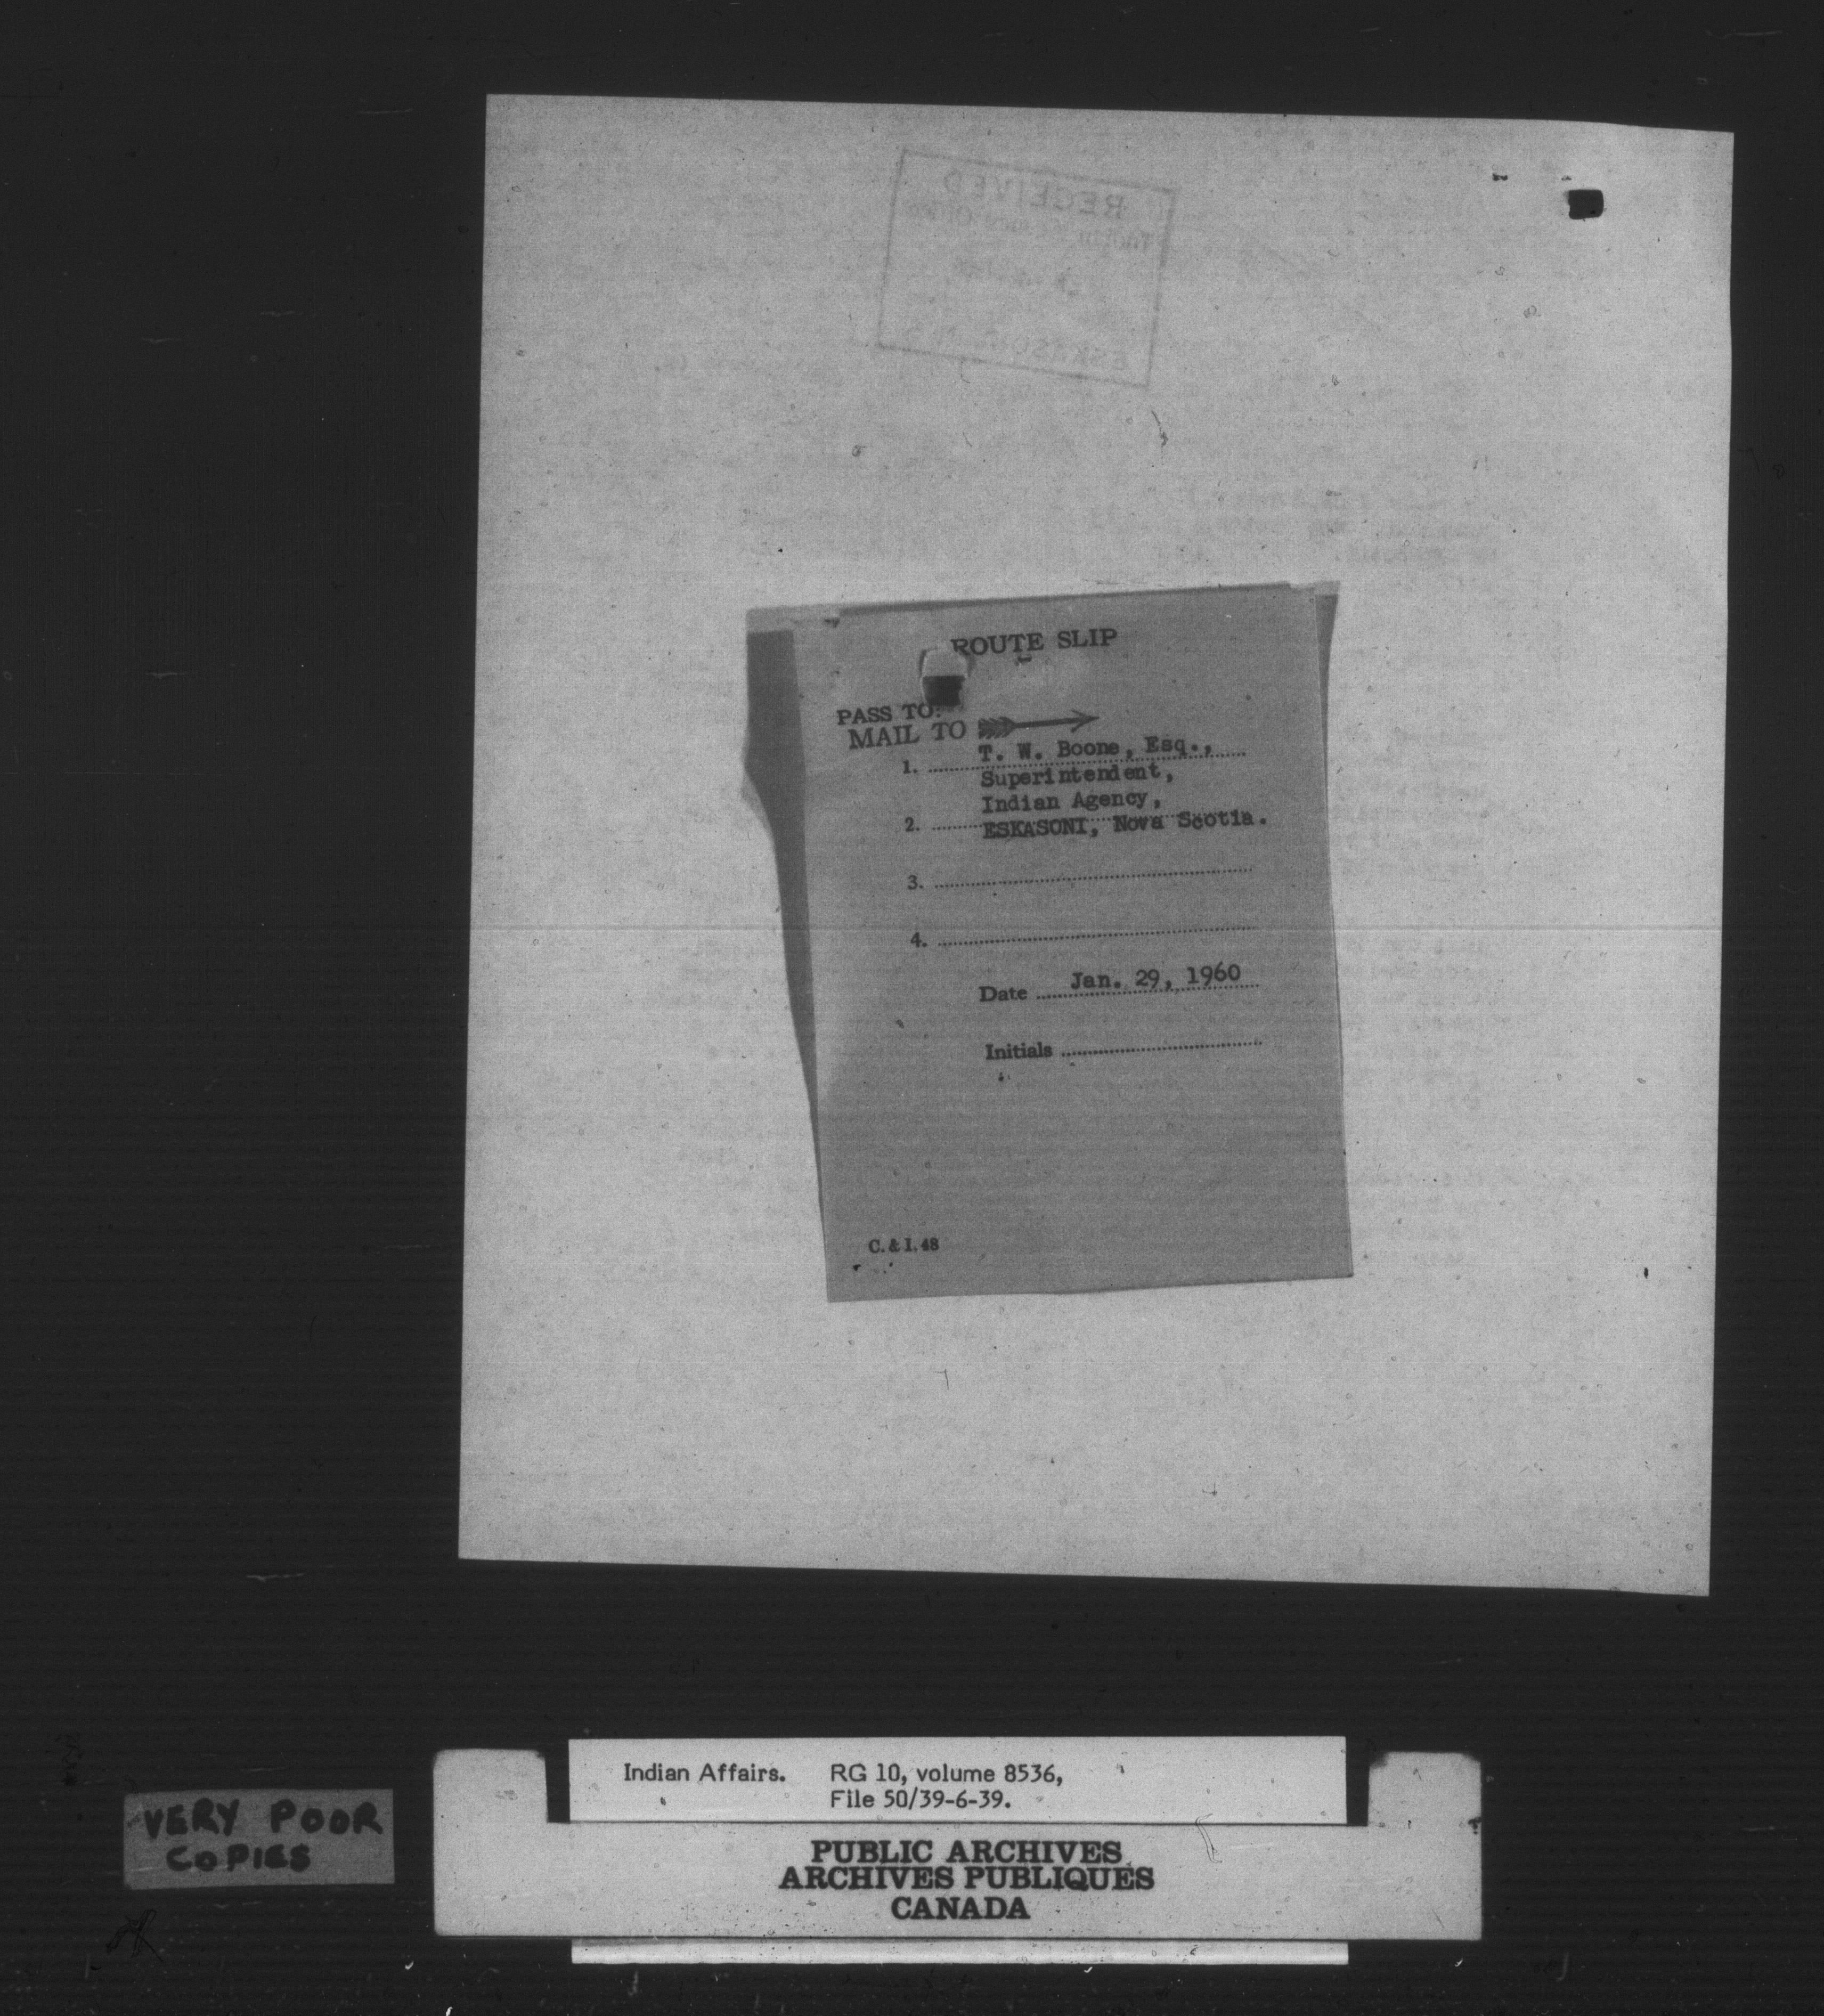 RECEIVED
ESKASONI, N. S.
ROUTE SLIP
PASS TO:
MAIL TO
1. T. W. Boone, Esq.,
Superintendent,
Indian Agency,
2. ESKASONI, Nova Scotia.
3.
4.
Date Jan. 29, 1960
Initials
C. & I. 48
VERY POOR
COPIES
Indian Affairs. RG 10, volume 8536,
File 50/39-6-39.
PUBLIC ARCHIVES
ARCHIVES PUBLIQUES
CANADA